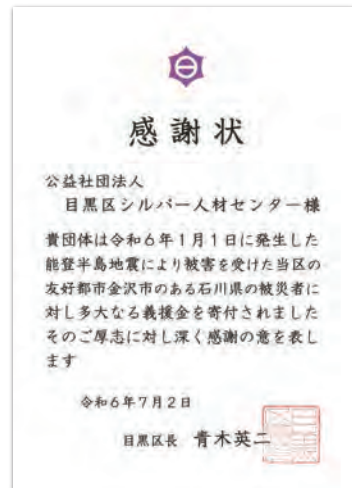 感謝状
公益社団法人
目黒区シルバー人材センター様
貴団体は令和6年1月1日に発生した
能登半島地震により被害を受けた当区の
友好都市金沢市のある石川県の被災者に
対し多大なる義援金を寄付されました
そのご厚志に対し深く感謝の意を表し
ます
令和6年7月2日
目黒区長 青木英二